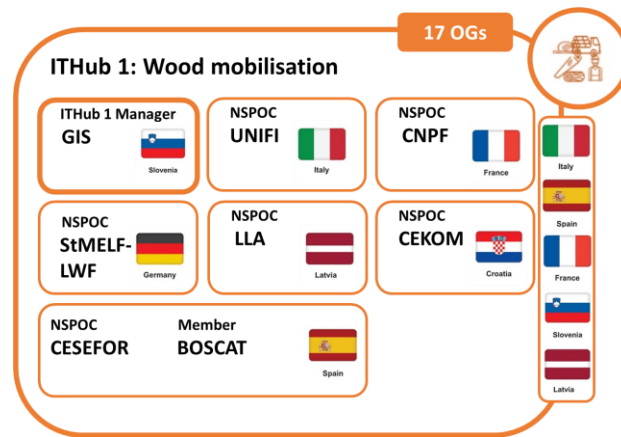 17 OGs
ITHub 1: Wood mobilisation
ITHub 1 Manager
GIS
Slovenia
NSPOC
UNIFI
Italy
NSPOC
CNPF
France
NSPOC
StMELF-
LWF
Germany
NSPOC
LLA
Latvia
NSPOC
CEKOM
Croatia
NSPOC
CESEFOR
Member
BOSCAT
Spain
Italy
Spain
France
Slovenia
Latvia